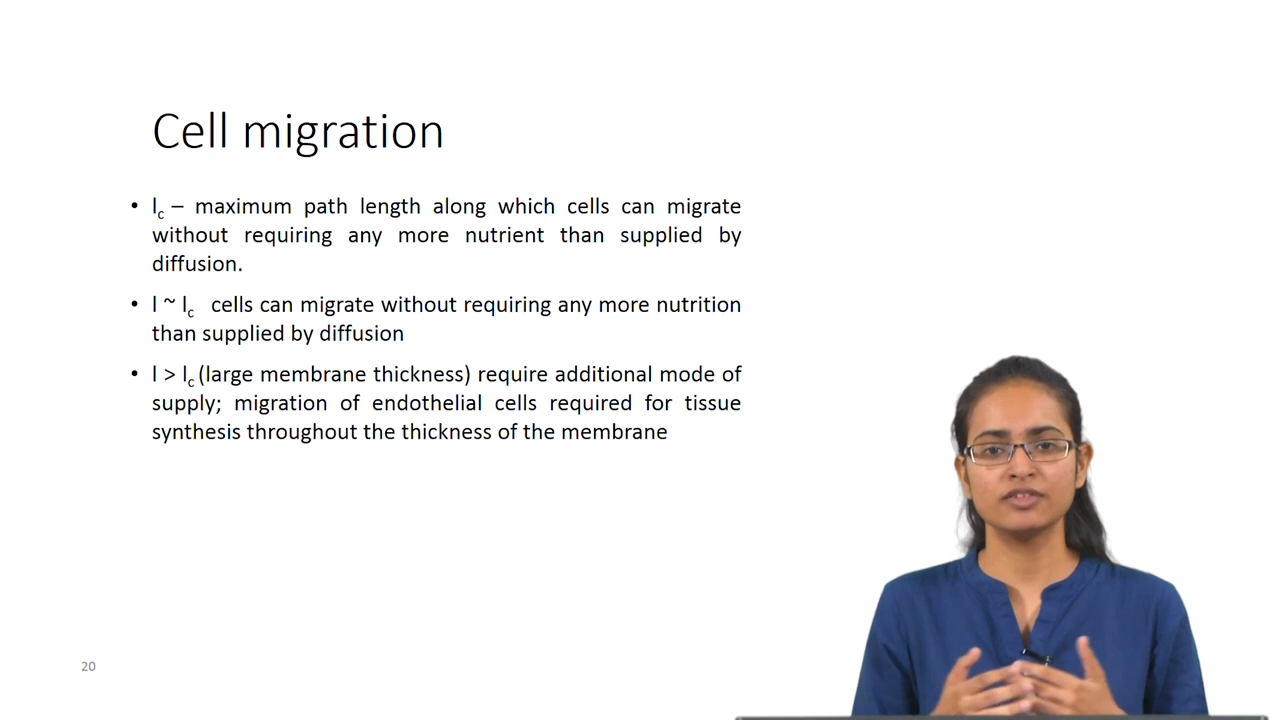 Cell migration
• l_c – maximum path length along which cells can migrate
without requiring any more nutrient than supplied by
diffusion.
• l ~ l_c cells can migrate without requiring any more nutrition
than supplied by diffusion
• l > l_c (large membrane thickness) require additional mode of
supply; migration of endothelial cells required for tissue
synthesis throughout the thickness of the membrane
20